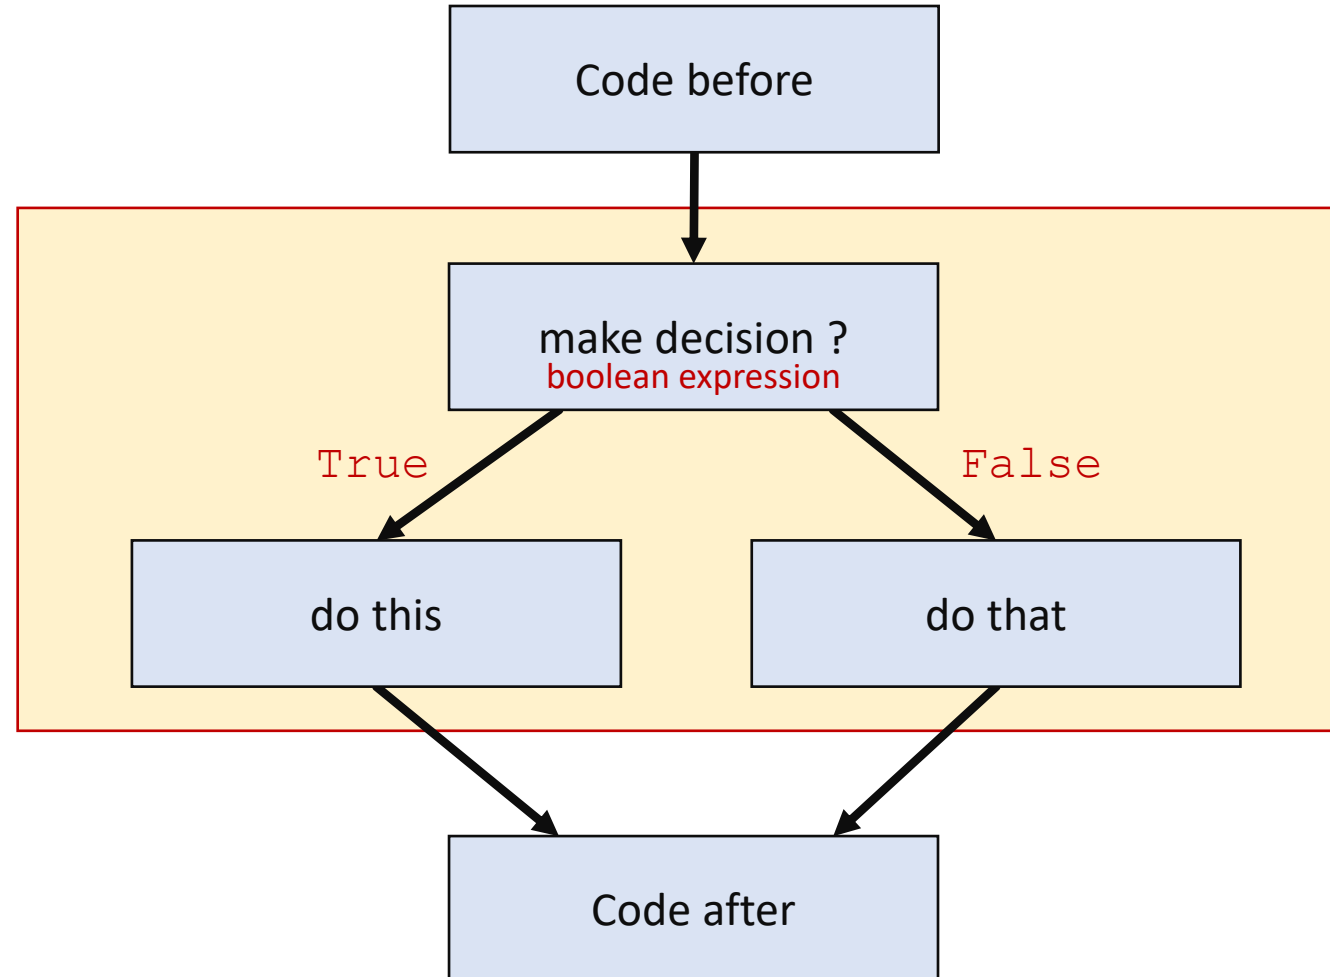 Code before
make decision ?
boolean expression
True
False
do this
do that
Code after